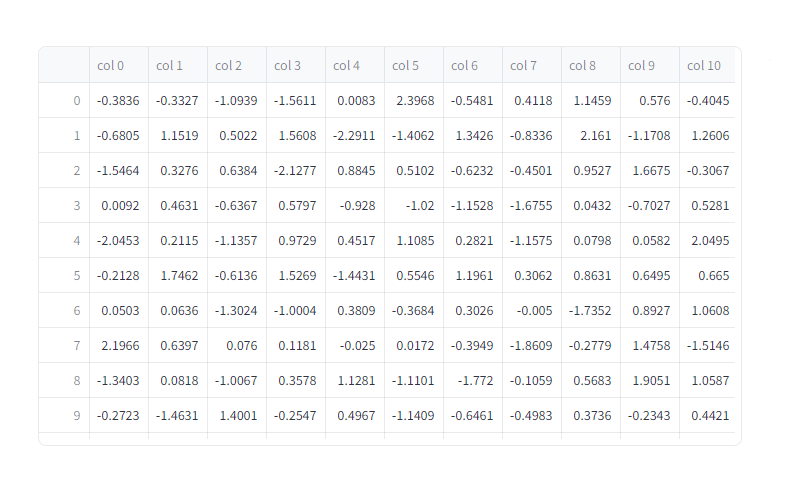 col 0 col 1 col 2 col 3 col 4 col 5 col 6 col 7 col 8 col 9 col 10
0 -0.3836 -0.3327 -1.0939 -1.5611 0.0083 2.3968 -0.5481 0.4118 1.1459 0.576 -0.4045
1 -0.6805 1.1519 0.5022 1.5608 -2.2911 -1.4062 1.3426 -0.8336 2.161 -1.1708 1.2606
2 -1.5464 0.3276 0.6384 -2.1277 0.8845 0.5102 -0.6232 -0.4501 0.9527 1.6675 -0.3067
3 0.0092 0.4631 -0.6367 0.5797 -0.928 -1.02 -1.1528 -1.6755 0.0432 -0.7027 0.5281
4 -2.0453 0.2115 -1.1357 0.9729 0.4517 1.1085 0.2821 -1.1575 0.0798 0.0582 2.0495
5 -0.2128 1.7462 -0.6136 1.5269 -1.4431 0.5546 1.1961 0.3062 0.8631 0.6495 0.665
6 0.0503 0.0636 -1.3024 -1.0004 0.3809 -0.3684 0.3026 -0.005 -1.7352 0.8927 1.0608
7 2.1966 0.6397 0.076 0.1181 -0.025 0.0172 -0.3949 -1.8609 -0.2779 1.4758 -1.5146
8 -1.3403 0.0818 -1.0067 0.3578 1.1281 -1.1101 -1.772 -0.1059 0.5683 1.9051 1.0587
9 -0.2723 -1.4631 1.4001 -0.2547 0.4967 -1.1409 -0.6461 -0.4983 0.3736 -0.2343 0.4421